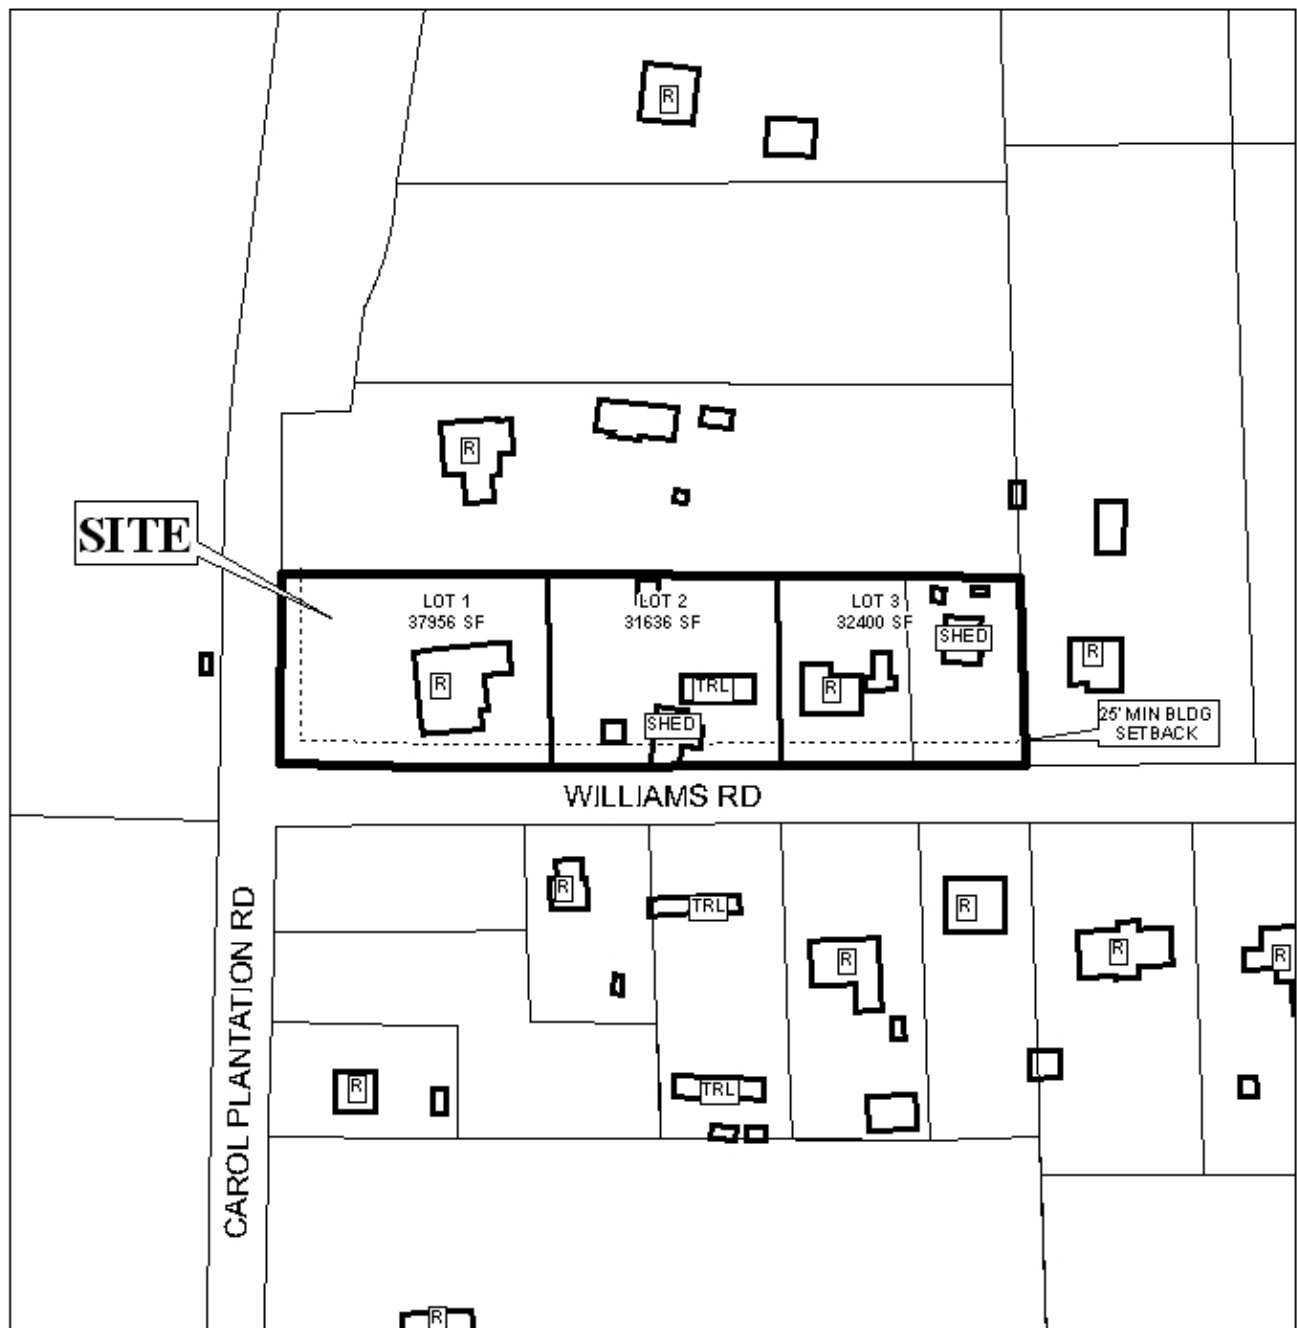 R
R
SITE
LOT 1
37956 SF
LOT 2
31636 SF
LOT 3
32400 SF
SHED
R
R
TRL
R
SHED
25' MIN BLDG
SETBACK
WILLIAMS RD
CAROL PLANTATION RD
R
TRL
R
R
R
R
R
TRL
R